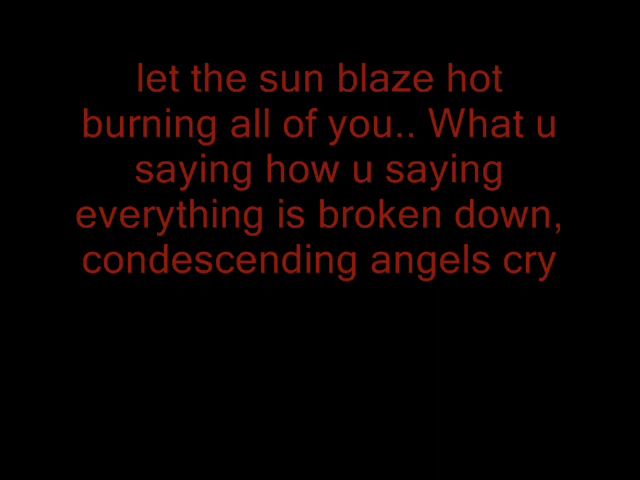 let the sun blaze hot
burning all of you.. What u
saying how u saying
everything is broken down,
condescending angels cry